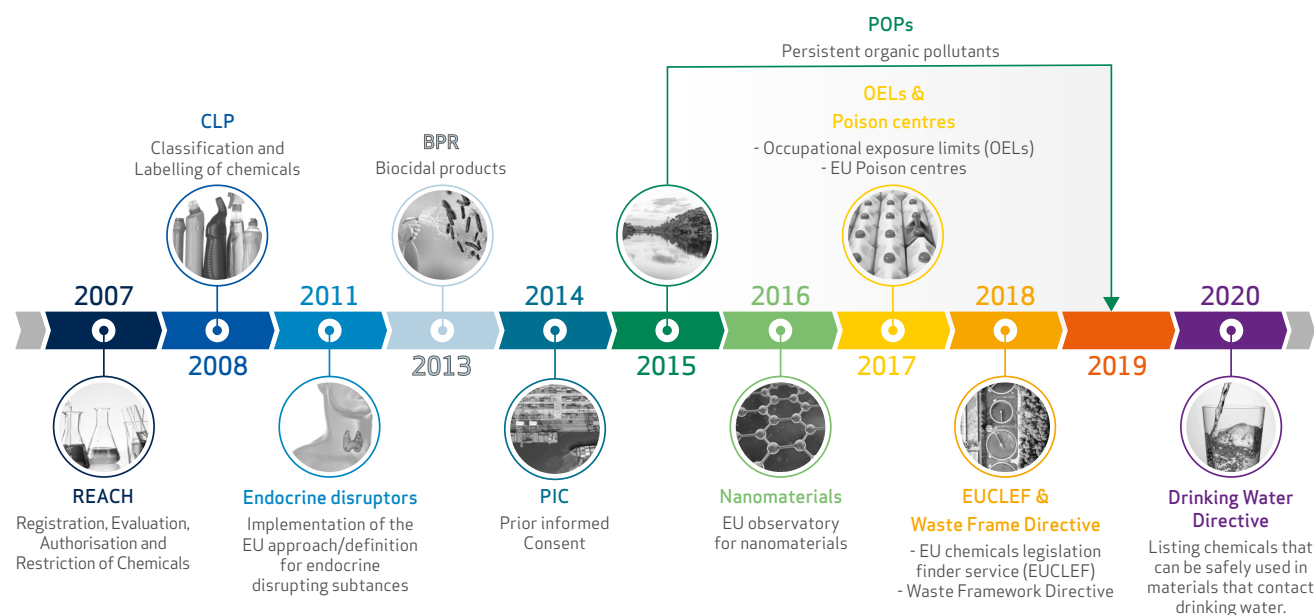 POPs
Persistent organic pollutants
OELs &
Poison centres
- Occupational exposure limits (OELs)
- EU Poison centres
CLP
Classification and
Labelling of chemicals
BPR
Biocidal products
2007
2008
2011
2013
2014
2015
2016
2017
2018
2019
2020
REACH
Registration, Evaluation,
Authorisation and
Restriction of Chemicals
Endocrine disruptors
Implementation of the
EU approach/definition
for endocrine
disrupting subtances
PIC
Prior informed
Consent
Nanomaterials
EU observatory
for nanomaterials
EUCLEF &
Waste Frame Directive
- EU chemicals legislation
finder service (EUCLEF)
- Waste Framework Directive
Drinking Water
Directive
Listing chemicals that
can be safely used in
materials that contact
drinking water.